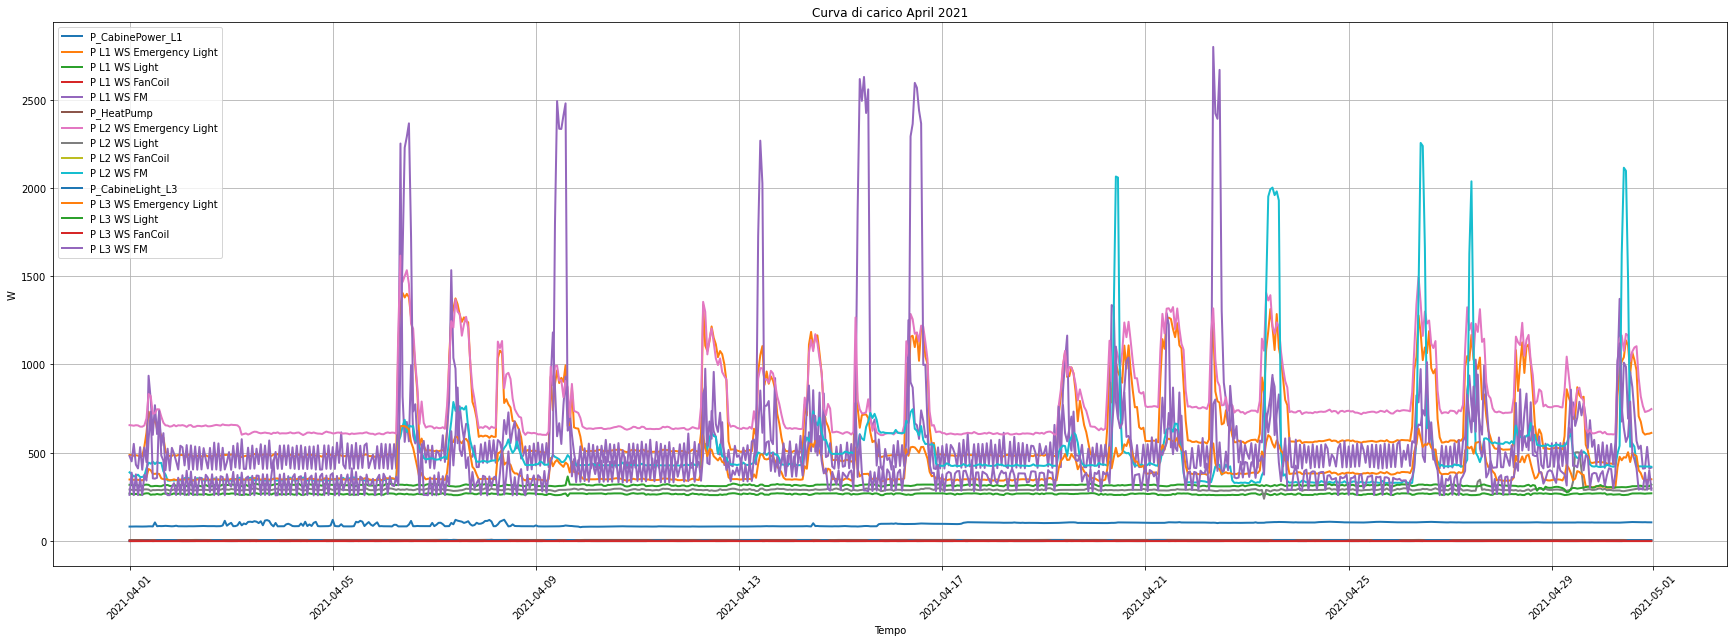 Curva di carico April 2021
P_CabinePower_L1
P L1 WS Emergency Light
P L1 WS Light
P L1 WS FanCoil
P L1 WS FM
P_HeatPump
P L2 WS Emergency Light
P L2 WS Light
P L2 WS FanCoil
P L2 WS FM
P_CabineLight_L3
P L3 WS Emergency Light
P L3 WS Light
P L3 WS FanCoil
P L3 WS FM
W
2500
2000
1500
1000
500
0
2021-04-01
2021-04-05
2021-04-09
2021-04-13
2021-04-17
2021-04-21
2021-04-25
2021-04-29
2021-05-01
Tempo